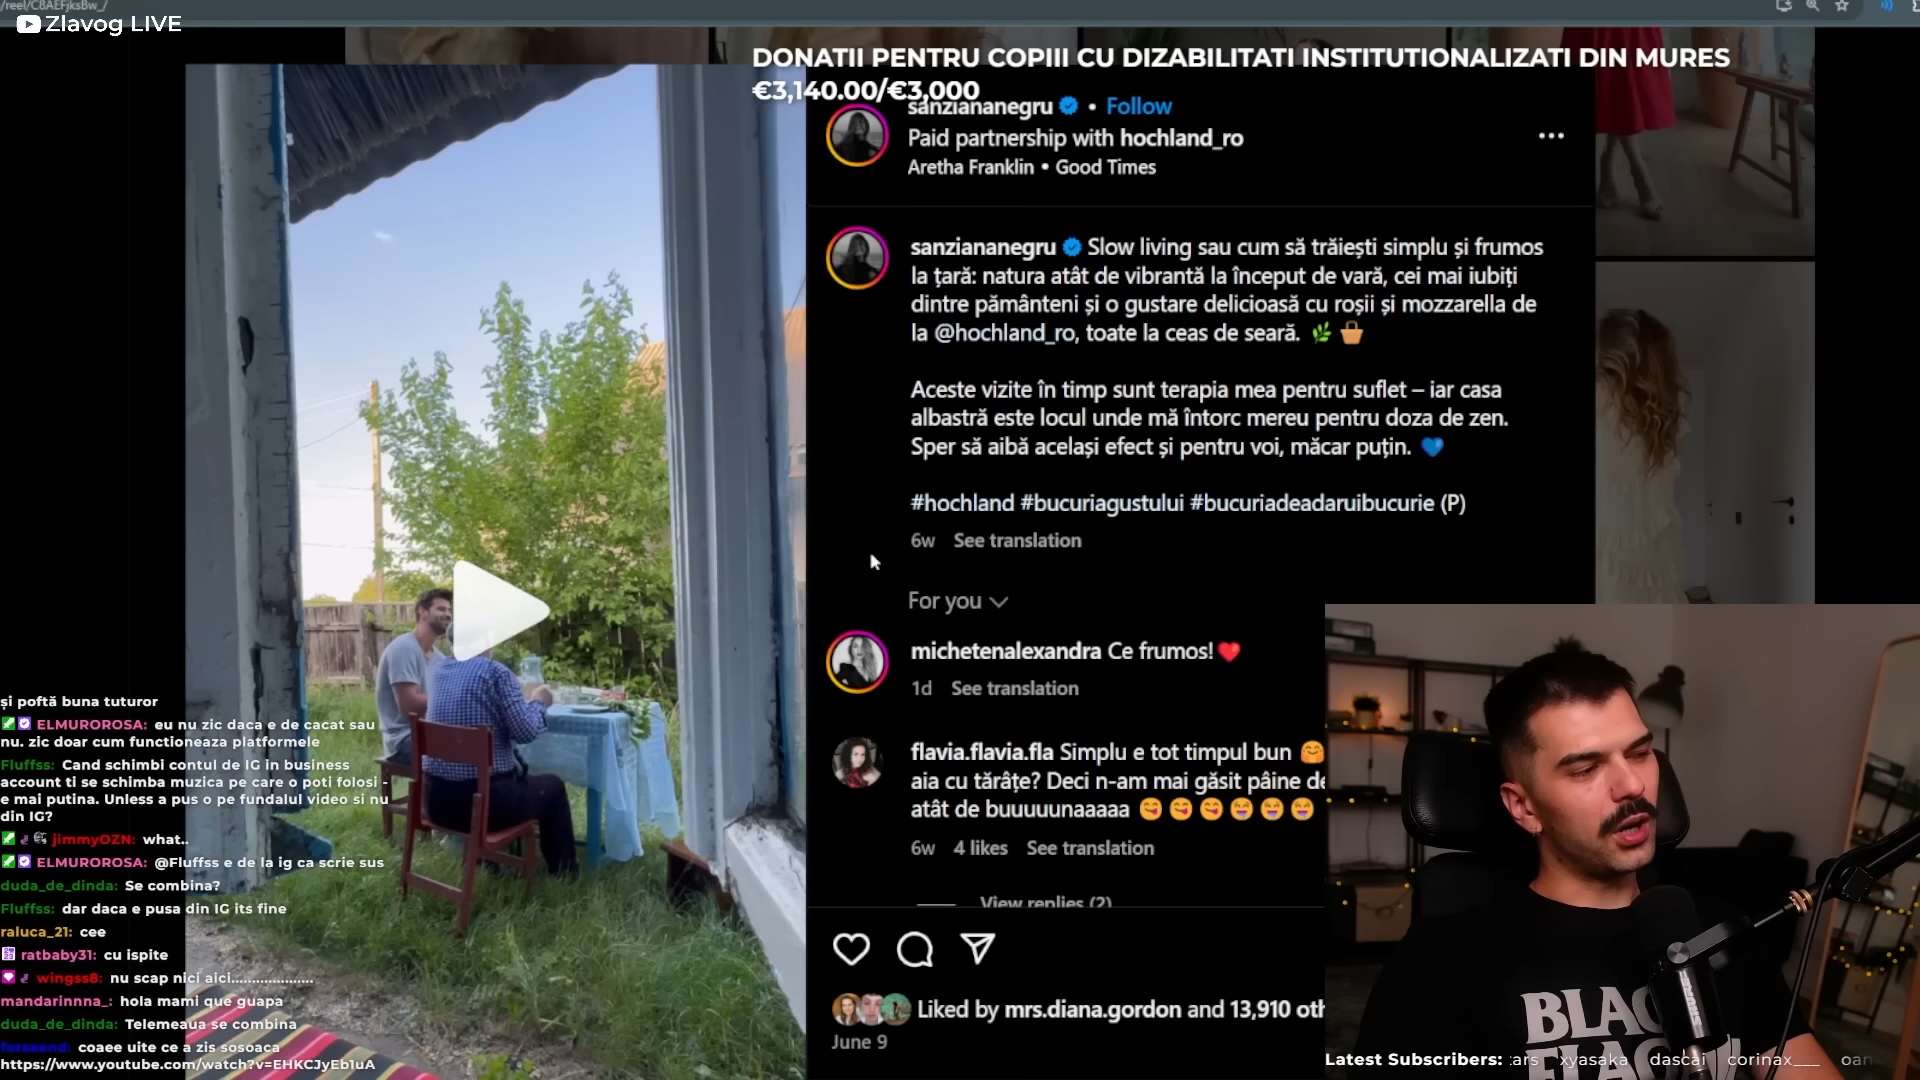 /reel/C8AEFjksBw_/
Zlavog LIVE
DONATII PENTRU COPIII CU DIZABILITATI INSTITUTIONALIZATI DIN MURES
€3,140.00/€3,000
sanziananegru • Follow
Paid partnership with hochland_ro
Aretha Franklin • Good Times
sanziananegru Slow living sau cum să trăiești simplu și frumos
la țară: natura atât de vibrantă la început de vară, cei mai iubiți
dintre pământeni și o gustare delicioasă cu roșii și mozzarella de
la @hochland_ro, toate la ceas de seară. 🌿 🧺
Aceste vizite în timp sunt terapia mea pentru suflet – iar casa
albastră este locul unde mă întorc mereu pentru doza de zen.
Sper să aibă același efect și pentru voi, măcar puțin. 💙
#hochland #bucuriagustului #bucuriadeadaruibucurie (P)
6w See translation
For you
michetenalexandra Ce frumos!❤️
1d See translation
flavia.flavia.fla Simplu e tot timpul bun 🤗
aia cu tărâțe? Deci n-am mai găsit pâine de
atât de buuuuunaaaaa 😋 😋 😋 😝 😝 😝
6w 4 likes See translation
View replies (2)
Liked by mrs.diana.gordon and 13,910 oth
June 9
și poftă buna tuturor
ELMUROROSA: eu nu zic daca e de cacat sau
nu. zic doar cum functioneaza platformele
Fluffss: Cand schimbi contul de IG in business
account ti se schimba muzica pe care o poti folosi -
e mai putina. Unless a pus o pe fundalul video si nu
din IG?
jimmyOZN: what..
ELMUROROSA: @Fluffss e de la ig ca scrie sus
duda_de_dinda: Se combina?
Fluffss: dar daca e pusa din IG its fine
raluca_21: cee
ratbaby31: cu ispite
wingss8: nu scap nici aici....................
mandarinnna_: hola mami que guapa
duda_de_dinda: Telemeaua se combina
coaee uite ce a zis sosoaca
https://www.youtube.com/watch?v=EHKCJyEb1uA
BLAC
FLAG
Latest Subscribers: ars xyasaka dascai corinax___ oan